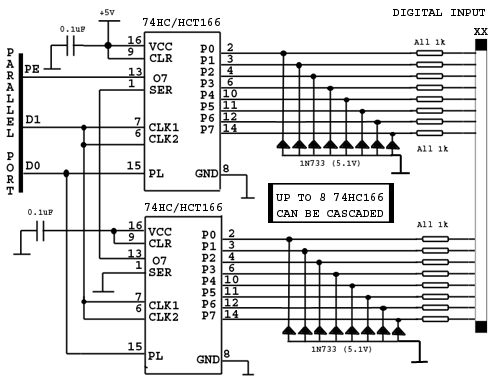 DIGITAL INPUT
XX
+5V
0.1uF
74HC/HCT166
PARALLEL PORT
PE
D1
D0
16 VCC
9 CLR
13 O7
1 SER
7 CLK1
6 CLK2
15 PL
P0 2
P1 3
P2 4
P3 6
P4 10
P5 11
P6 12
P7 14
GND 8
All 1k
All 1k
1N733 (5.1V)
UP TO 8 74HC166
CAN BE CASCADED
74HC/HCT166
0.1uF
16 VCC
9 CLR
13 O7
1 SER
7 CLK1
6 CLK2
15 PL
P0 2
P1 3
P2 4
P3 6
P4 10
P5 11
P6 12
P7 14
GND 8
All 1k
1N733 (5.1V)